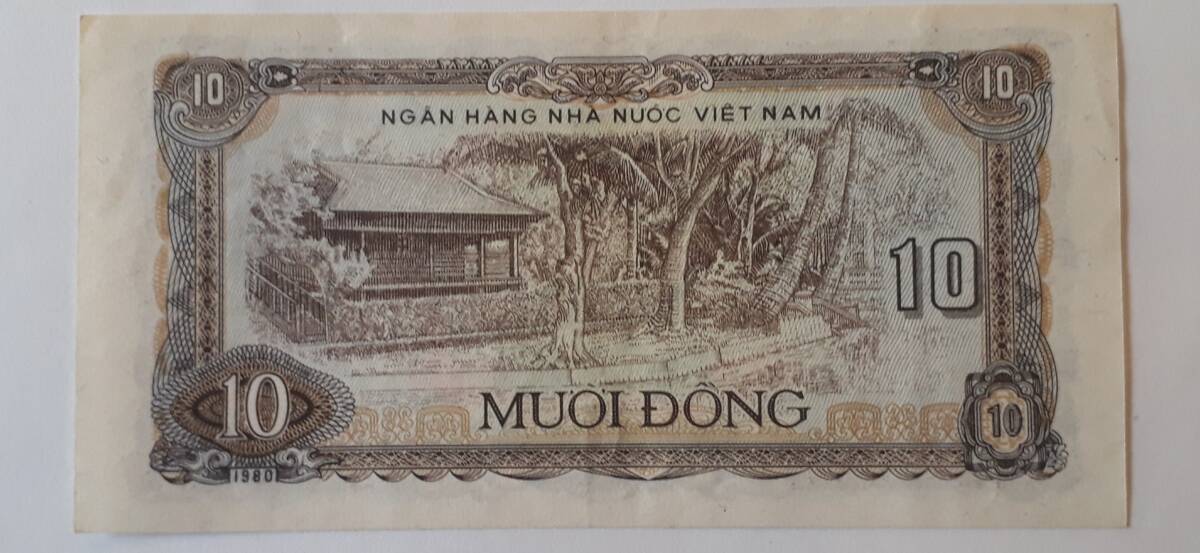 10 10
NGÂN HÀNG NHÀ NƯỚC VIỆT NAM
10
10 MƯỜI ĐỒNG 10
1980